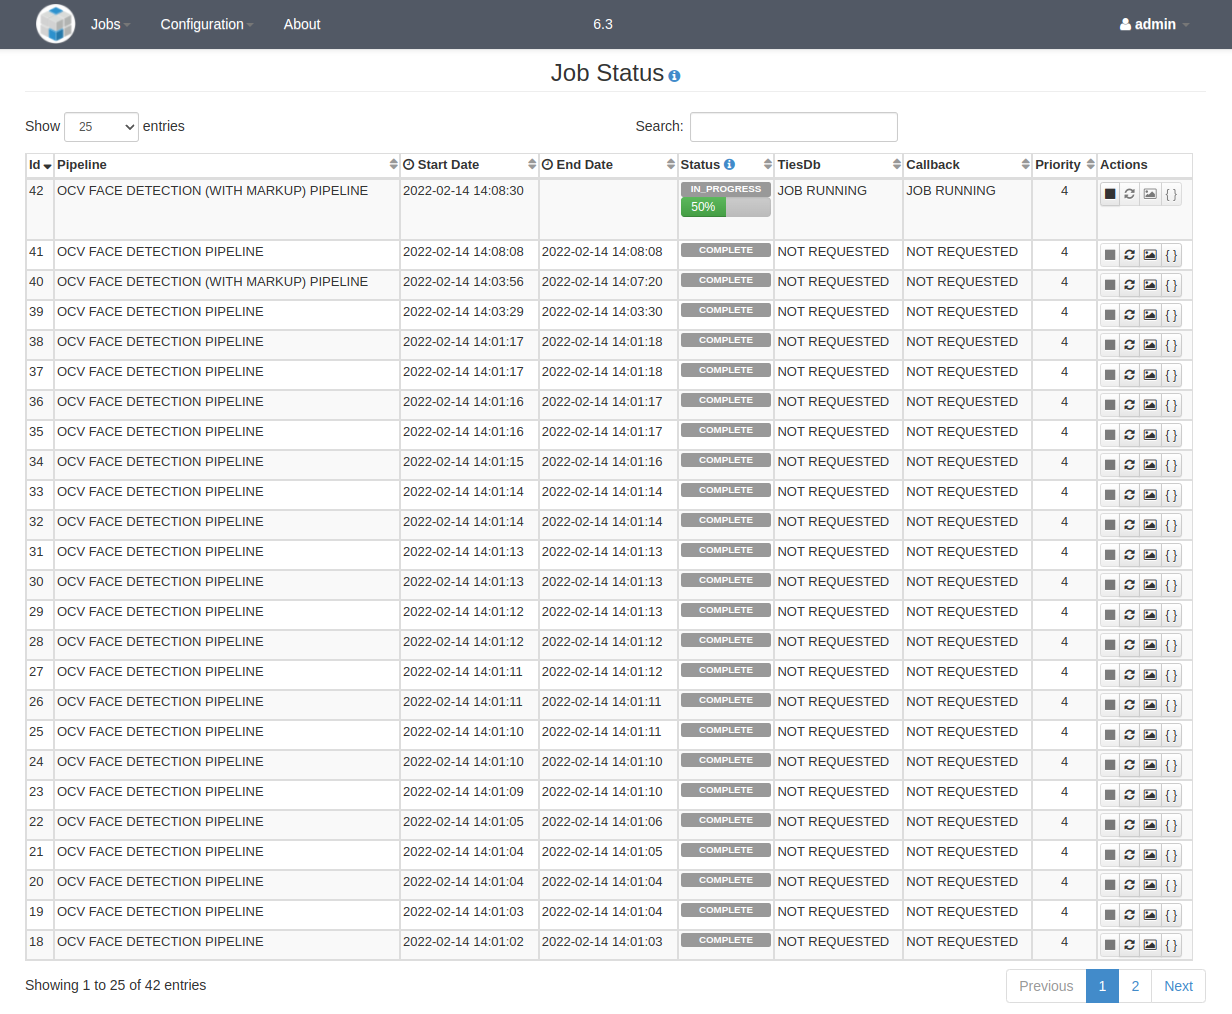 Jobs Configuration About 6.3 admin
Job Status
Show 25 entries Search:
Id Pipeline Start Date End Date Status TiesDb Callback Priority Actions
42 OCV FACE DETECTION (WITH MARKUP) PIPELINE 2022-02-14 14:08:30 IN_PROGRESS JOB RUNNING JOB RUNNING 4 { }
50%
41 OCV FACE DETECTION PIPELINE 2022-02-14 14:08:08 2022-02-14 14:08:08 COMPLETE NOT REQUESTED NOT REQUESTED 4 { }
40 OCV FACE DETECTION (WITH MARKUP) PIPELINE 2022-02-14 14:03:56 2022-02-14 14:07:20 COMPLETE NOT REQUESTED NOT REQUESTED 4 { }
39 OCV FACE DETECTION PIPELINE 2022-02-14 14:03:29 2022-02-14 14:03:30 COMPLETE NOT REQUESTED NOT REQUESTED 4 { }
38 OCV FACE DETECTION PIPELINE 2022-02-14 14:01:17 2022-02-14 14:01:18 COMPLETE NOT REQUESTED NOT REQUESTED 4 { }
37 OCV FACE DETECTION PIPELINE 2022-02-14 14:01:17 2022-02-14 14:01:18 COMPLETE NOT REQUESTED NOT REQUESTED 4 { }
36 OCV FACE DETECTION PIPELINE 2022-02-14 14:01:16 2022-02-14 14:01:17 COMPLETE NOT REQUESTED NOT REQUESTED 4 { }
35 OCV FACE DETECTION PIPELINE 2022-02-14 14:01:16 2022-02-14 14:01:17 COMPLETE NOT REQUESTED NOT REQUESTED 4 { }
34 OCV FACE DETECTION PIPELINE 2022-02-14 14:01:15 2022-02-14 14:01:16 COMPLETE NOT REQUESTED NOT REQUESTED 4 { }
33 OCV FACE DETECTION PIPELINE 2022-02-14 14:01:14 2022-02-14 14:01:14 COMPLETE NOT REQUESTED NOT REQUESTED 4 { }
32 OCV FACE DETECTION PIPELINE 2022-02-14 14:01:14 2022-02-14 14:01:14 COMPLETE NOT REQUESTED NOT REQUESTED 4 { }
31 OCV FACE DETECTION PIPELINE 2022-02-14 14:01:13 2022-02-14 14:01:13 COMPLETE NOT REQUESTED NOT REQUESTED 4 { }
30 OCV FACE DETECTION PIPELINE 2022-02-14 14:01:13 2022-02-14 14:01:13 COMPLETE NOT REQUESTED NOT REQUESTED 4 { }
29 OCV FACE DETECTION PIPELINE 2022-02-14 14:01:12 2022-02-14 14:01:13 COMPLETE NOT REQUESTED NOT REQUESTED 4 { }
28 OCV FACE DETECTION PIPELINE 2022-02-14 14:01:12 2022-02-14 14:01:12 COMPLETE NOT REQUESTED NOT REQUESTED 4 { }
27 OCV FACE DETECTION PIPELINE 2022-02-14 14:01:11 2022-02-14 14:01:12 COMPLETE NOT REQUESTED NOT REQUESTED 4 { }
26 OCV FACE DETECTION PIPELINE 2022-02-14 14:01:11 2022-02-14 14:01:11 COMPLETE NOT REQUESTED NOT REQUESTED 4 { }
25 OCV FACE DETECTION PIPELINE 2022-02-14 14:01:10 2022-02-14 14:01:11 COMPLETE NOT REQUESTED NOT REQUESTED 4 { }
24 OCV FACE DETECTION PIPELINE 2022-02-14 14:01:10 2022-02-14 14:01:10 COMPLETE NOT REQUESTED NOT REQUESTED 4 { }
23 OCV FACE DETECTION PIPELINE 2022-02-14 14:01:09 2022-02-14 14:01:10 COMPLETE NOT REQUESTED NOT REQUESTED 4 { }
22 OCV FACE DETECTION PIPELINE 2022-02-14 14:01:05 2022-02-14 14:01:06 COMPLETE NOT REQUESTED NOT REQUESTED 4 { }
21 OCV FACE DETECTION PIPELINE 2022-02-14 14:01:04 2022-02-14 14:01:05 COMPLETE NOT REQUESTED NOT REQUESTED 4 { }
20 OCV FACE DETECTION PIPELINE 2022-02-14 14:01:04 2022-02-14 14:01:04 COMPLETE NOT REQUESTED NOT REQUESTED 4 { }
19 OCV FACE DETECTION PIPELINE 2022-02-14 14:01:03 2022-02-14 14:01:04 COMPLETE NOT REQUESTED NOT REQUESTED 4 { }
18 OCV FACE DETECTION PIPELINE 2022-02-14 14:01:02 2022-02-14 14:01:03 COMPLETE NOT REQUESTED NOT REQUESTED 4 { }
Showing 1 to 25 of 42 entries Previous 1 2 Next